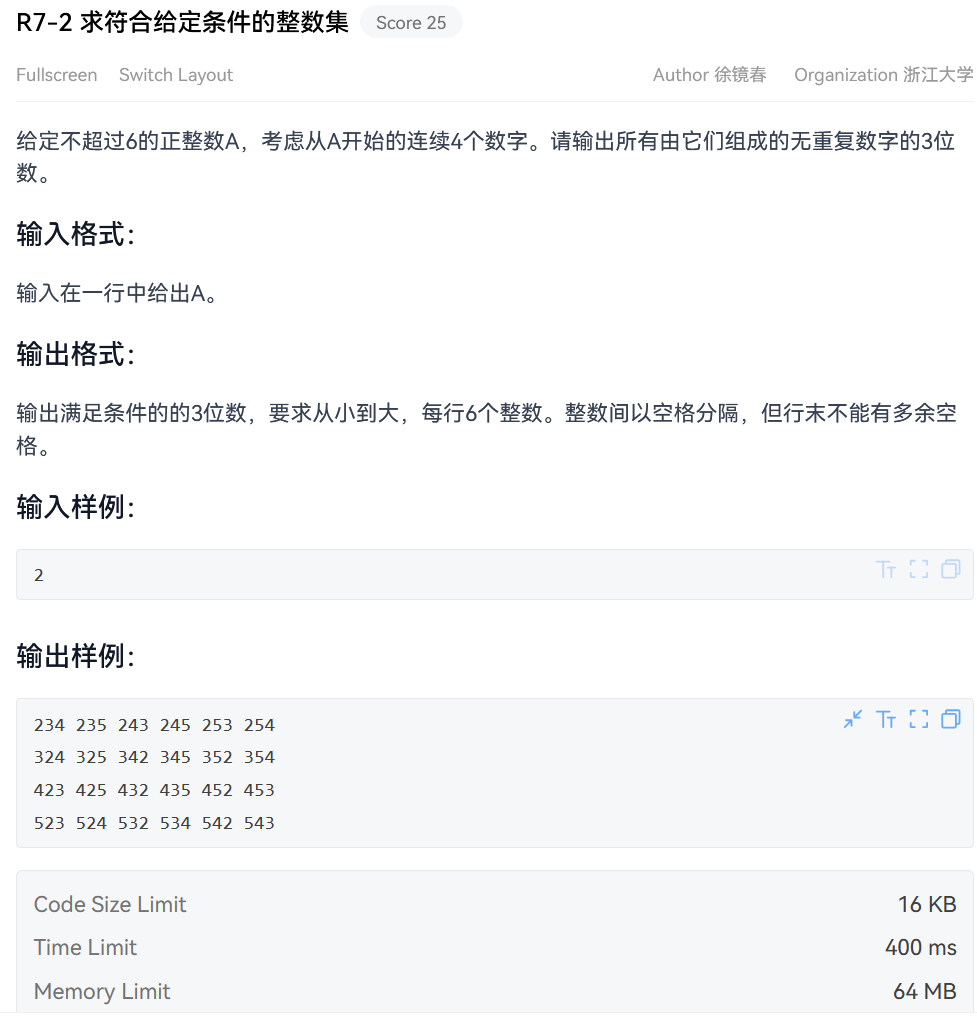 R7-2 求符合给定条件的整数集 Score 25
Fullscreen Switch Layout Author 徐镜春 Organization 浙江大学
给定不超过6的正整数A，考虑从A开始的连续4个数字。请输出所有由它们组成的无重复数字的3位
数。
输入格式：
输入在一行中给出A。
输出格式：
输出满足条件的的3位数，要求从小到大，每行6个整数。整数间以空格分隔，但行末不能有多余空
格。
输入样例：
2
输出样例：
234 235 243 245 253 254
324 325 342 345 352 354
423 425 432 435 452 453
523 524 532 534 542 543
Code Size Limit 16 KB
Time Limit 400 ms
Memory Limit 64 MB